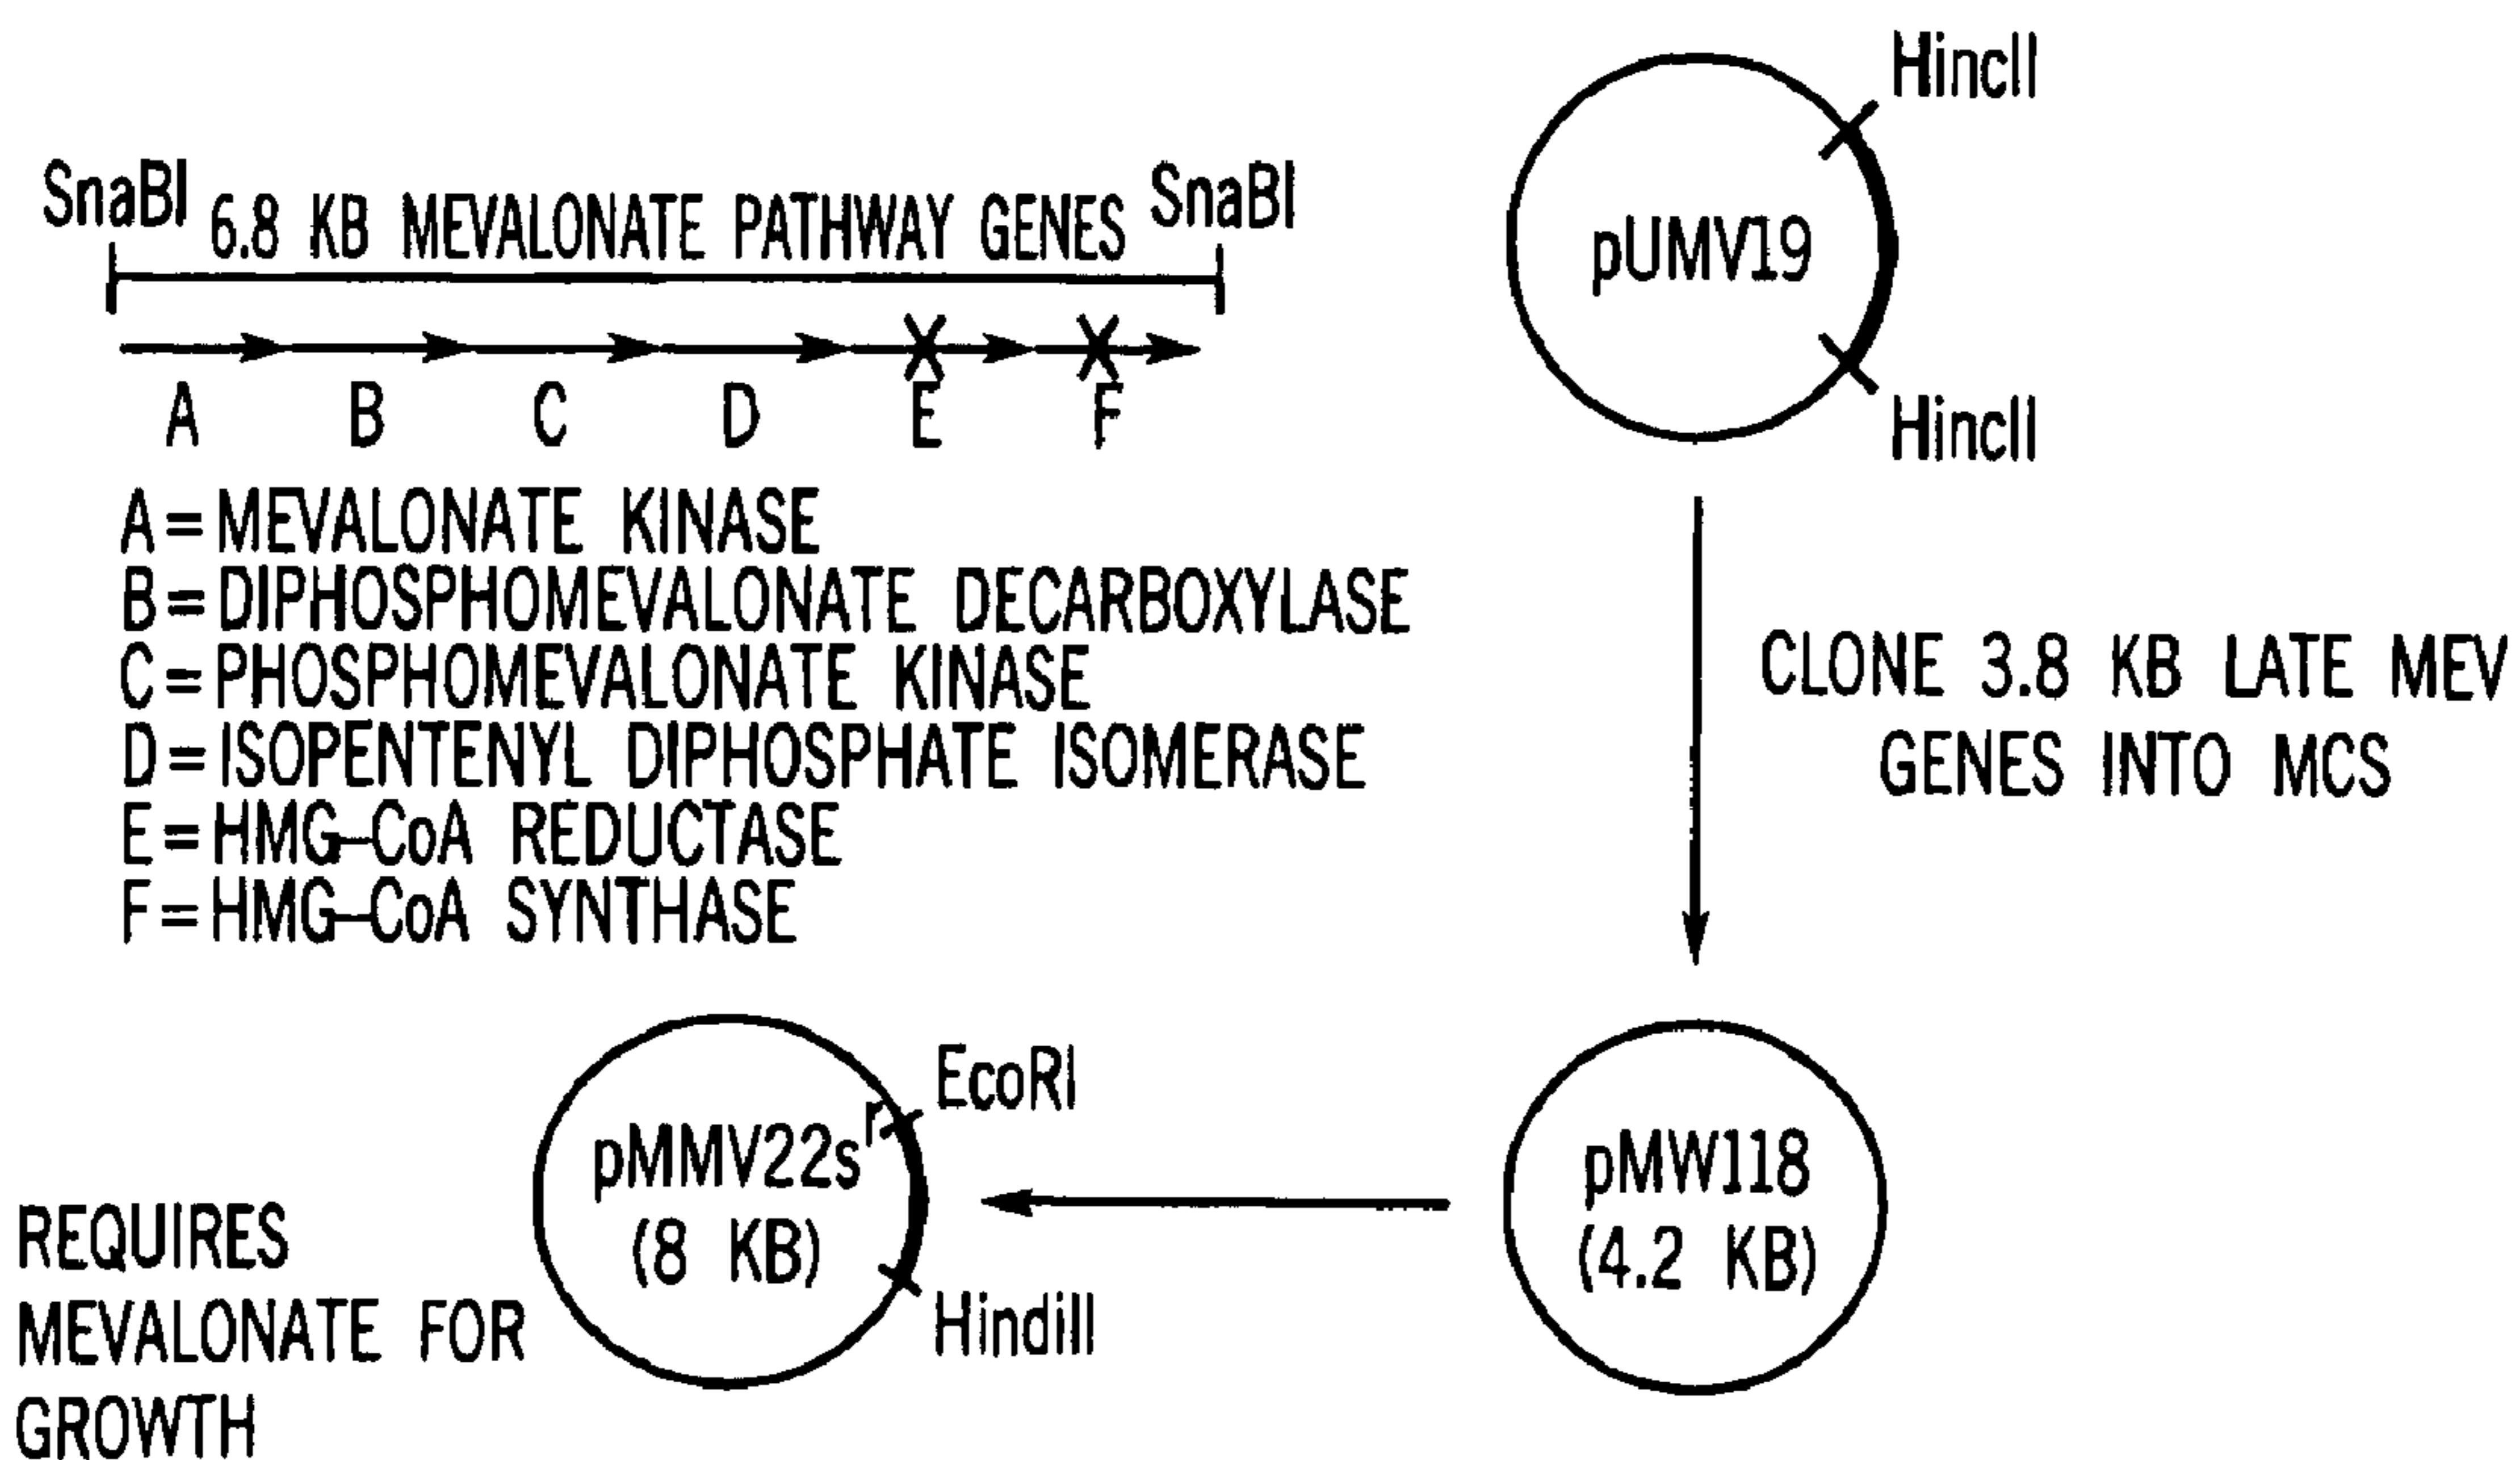 SnaBI
6.8 KB MEVALONATE PATHWAY GENES
SnaBI
A
B
C
D
E
F
A=MEVALONATE KINASE
B=DIPHOSPHOMEVALONATE DECARBOXYLASE
C=PHOSPHOMEVALONATE KINASE
D=ISOPENTENYL DIPHOSPHATE ISOMERASE
E=HMG-CoA REDUCTASE
F=HMG-CoA SYNTHASE
HincII
pUMV19
HincII
CLONE 3.8 KB LATE MEV
GENES INTO MCS
pMW118
(4.2 KB)
EcoRI
pMMV22s
(8 KB)
HindiII
REQUIRES
MEVALONATE FOR
GROWTH